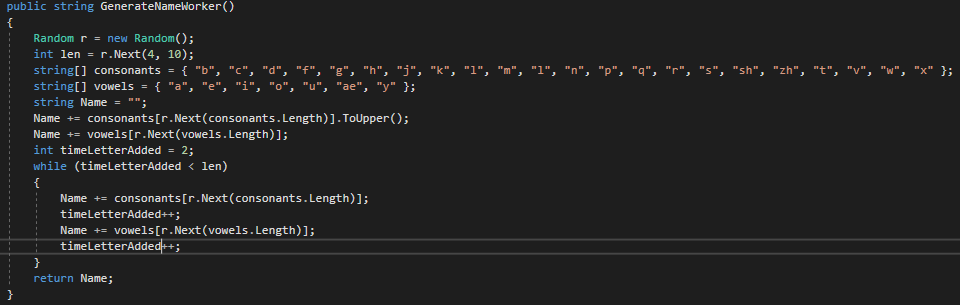 public string GenerateNameWorker()
{
Random r = new Random();
int len = r.Next(4, 10);
string[] consonants = { "b", "c", "d", "f", "g", "h", "j", "k", "l", "m", "l", "n", "p", "q", "r", "s", "sh", "zh", "t", "v", "w", "x" };
string[] vowels = { "a", "e", "i", "o", "u", "ae", "y" };
string Name = "";
Name += consonants[r.Next(consonants.Length)].ToUpper();
Name += vowels[r.Next(vowels.Length)];
int timeLetterAdded = 2;
while (timeLetterAdded < len)
{
Name += consonants[r.Next(consonants.Length)];
timeLetterAdded++;
Name += vowels[r.Next(vowels.Length)];
timeLetterAdded++;
}
return Name;
}